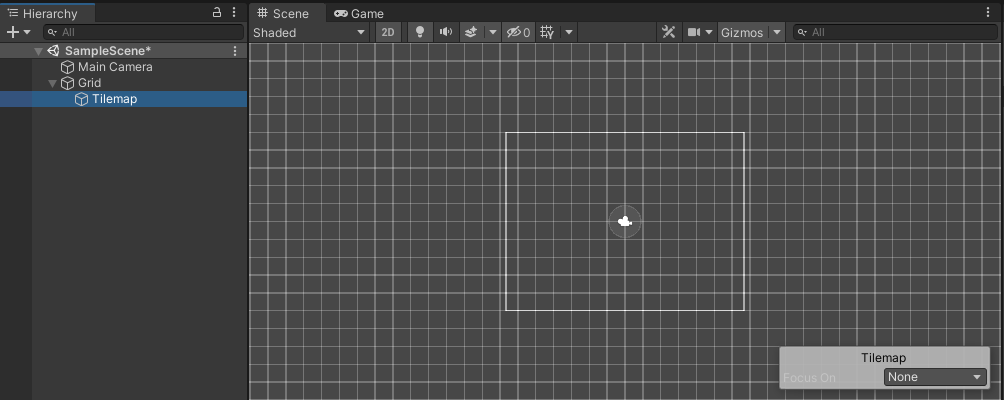 Hierarchy
All
SampleScene*
Main Camera
Grid
Tilemap
Scene
Game
Shaded
2D
0
Gizmos
All
Tilemap
Focus On
None